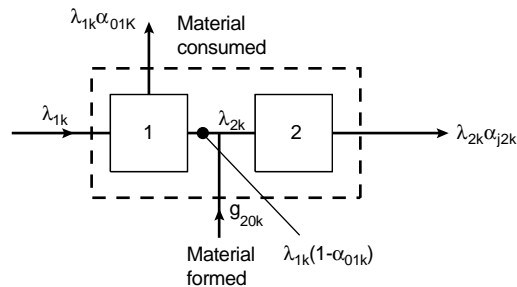 λ₁ₖα₀₁K
Material
consumed
λ₁ₖ
1
λ₂ₖ
2
λ₂ₖαⱼ₂ₖ
g₂₀ₖ
Material
formed
λ₁ₖ(1-α₀₁ₖ)